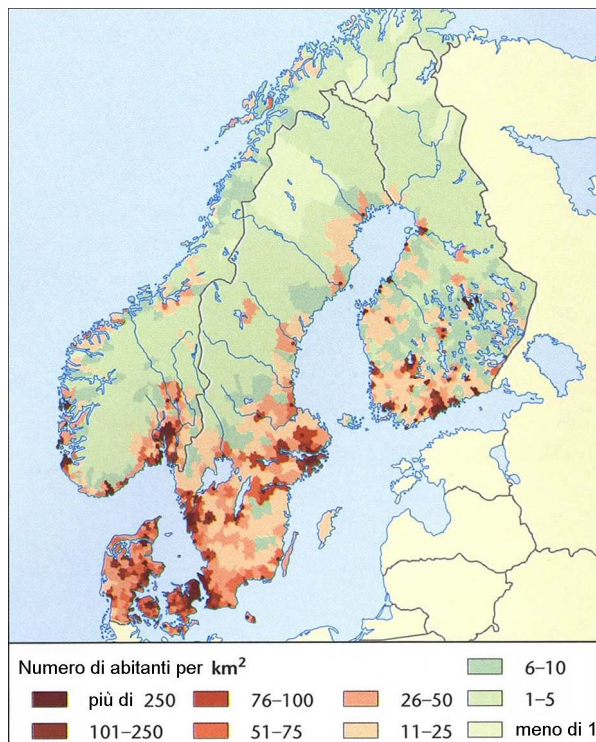 Numero di abitanti per km²
più di 250
101–250
76–100
51–75
26–50
11–25
6–10
1–5
meno di 1